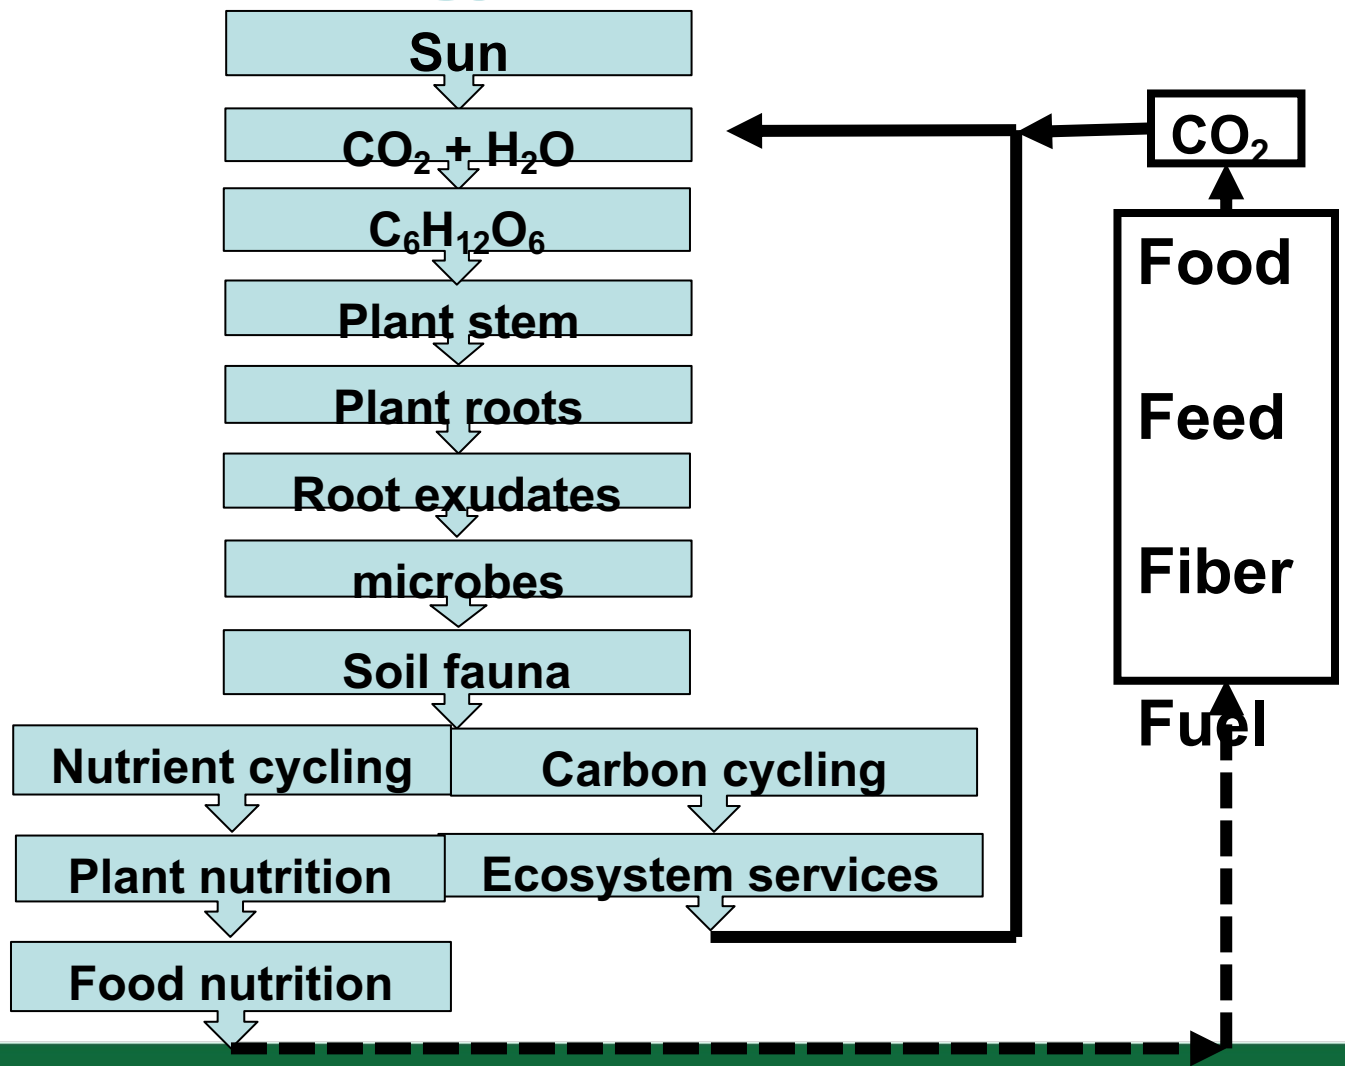 Sun
CO₂ + H₂O
C₆H₁₂O₆
Plant stem
Plant roots
Root exudates
microbes
Soil fauna
Nutrient cycling
Carbon cycling
Plant nutrition
Ecosystem services
Food nutrition
CO₂
Food
Feed
Fiber
Fuel